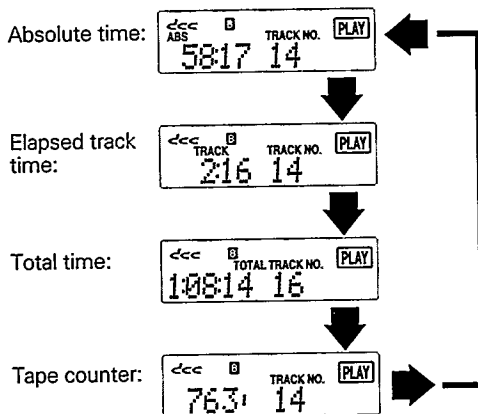 Absolute time:
dcc B
ABS TRACK NO. PLAY
58:17 14
Elapsed track time:
dcc B
TRACK TRACK NO. PLAY
2:16 14
Total time:
dcc B
TOTAL TRACK NO. PLAY
1:08:14 16
Tape counter:
dcc B
TRACK NO. PLAY
763 14